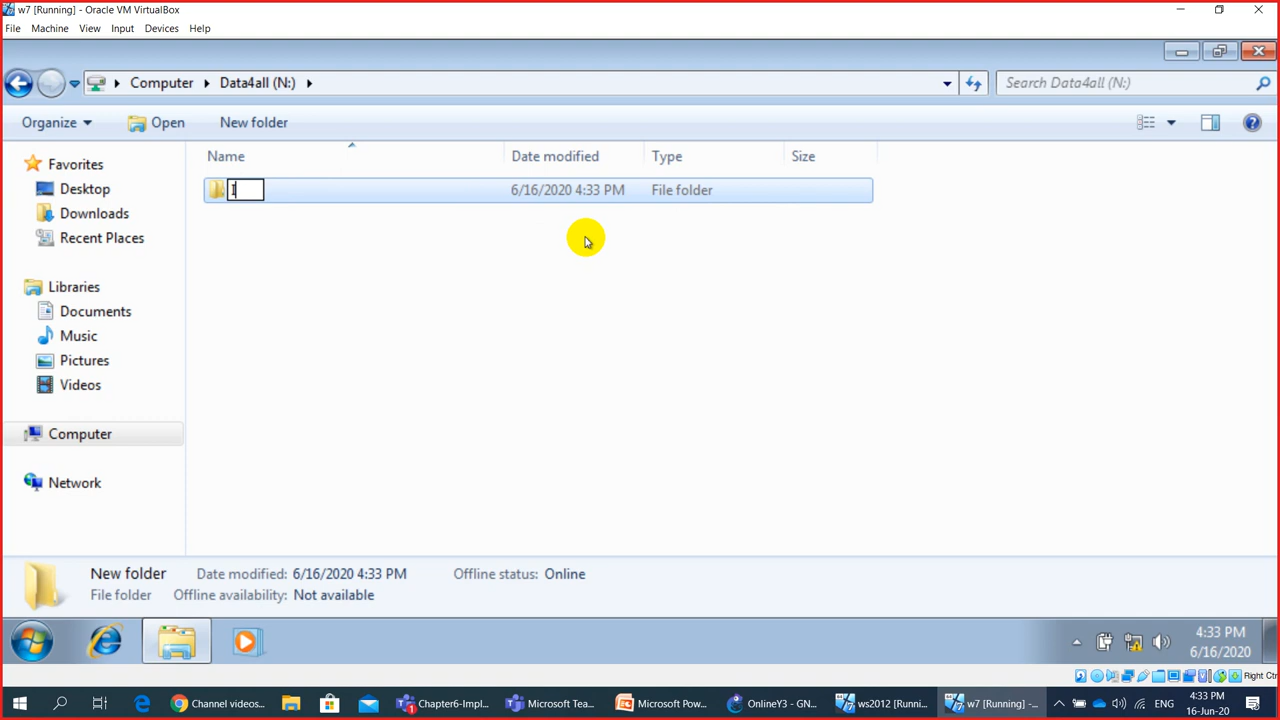 w7 [Running] - Oracle VM VirtualBox
File Machine View Input Devices Help
Computer Data4all (N:)
Search Data4all (N:)
Organize Open New folder
Name Date modified Type Size
I 6/16/2020 4:33 PM File folder
Favorites
Desktop
Downloads
Recent Places
Libraries
Documents
Music
Pictures
Videos
Computer
Network
New folder Date modified: 6/16/2020 4:33 PM Offline status: Online
File folder Offline availability: Not available
4:33 PM
6/16/2020
Right Ctr
Channel videos... Chapter6-Impl... Microsoft Tea... Microsoft Pow... OnlineY3 - GN... ws2012 [Runnin... w7 [Running] -... ENG
4:33 PM
16-Jun-20